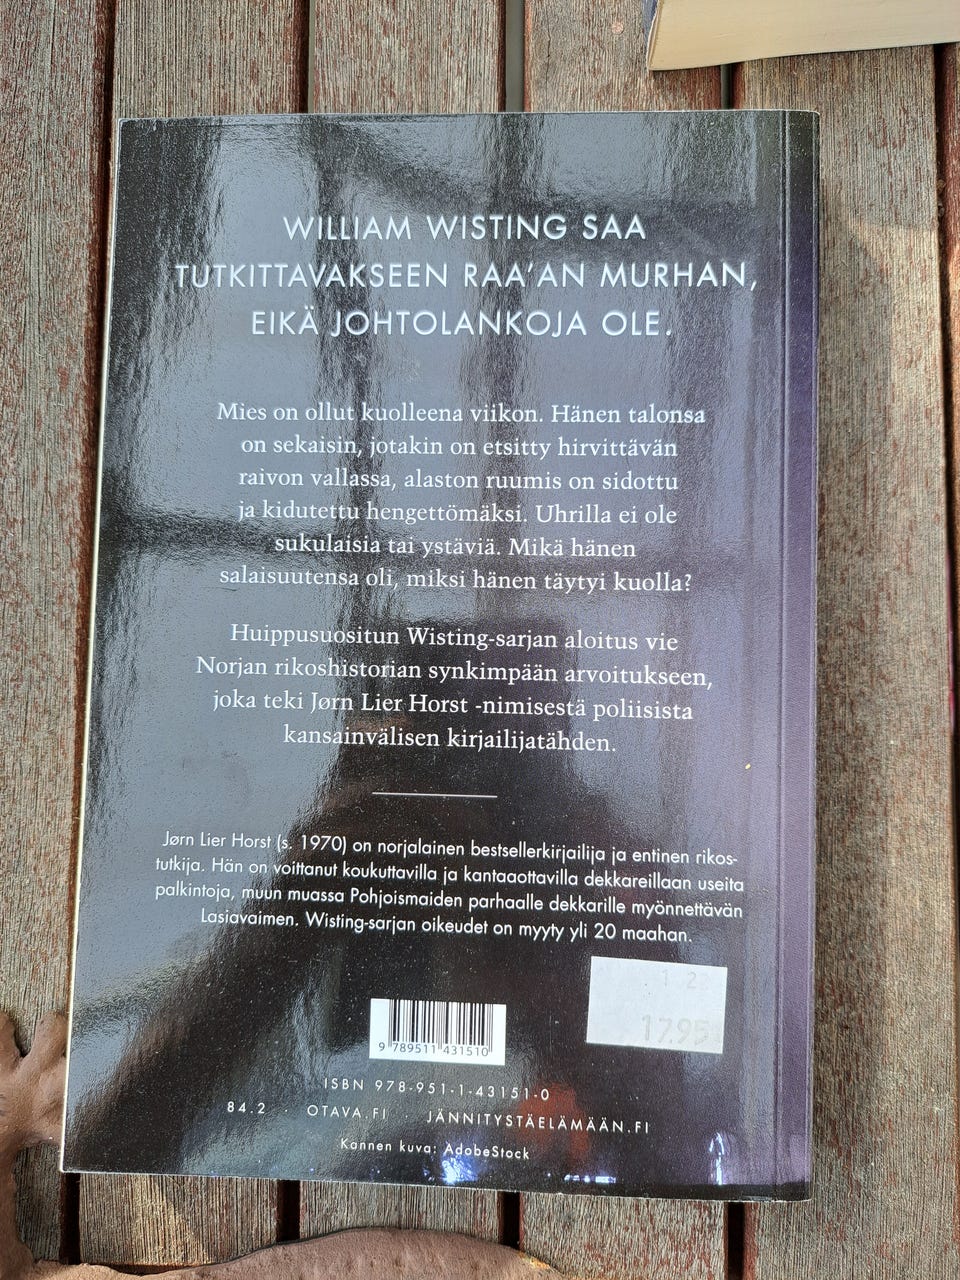 WILLIAM WISTING SAA
TUTKITTAVAKSEEN RAA'AN MURHAN,
EIKÄ JOHTOLANKOJA OLE.
Mies on ollut kuolleena viikon. Hänen talonsa
on sekaisin, jotakin on etsitty hirvittävän
raivon vallassa, alaston ruumis on sidottu
ja kidutettu hengettömäksi. Uhrilla ei ole
sukulaisia tai ystäviä. Mikä hänen
salaisuutensa oli, miksi hänen täytyi kuolla?
Huippusuositun Wisting-sarjan aloitus vie
Norjan rikoshistorian synkimpään arvoitukseen,
joka teki Jørn Lier Horst -nimisestä poliisista
kansainvälisen kirjailijatähden.
Jørn Lier Horst (s. 1970) on norjalainen bestsellerkirjailija ja entinen rikos-
tutkija. Hän on voittanut koukuttavilla ja kantaaottavilla dekkareillaan useita
palkintoja, muun muassa Pohjoismaiden parhaalle dekkarille myönnettävän
Lasiavaimen. Wisting-sarjan oikeudet on myyty yli 20 maahan.
1 22
17.95
9 789511 431510
ISBN 978-951-1-43151-0
84.2 · OTAVA.FI · JÄNNITYSTÄELÄMÄÄN.FI
Kannen kuva: AdobeStock